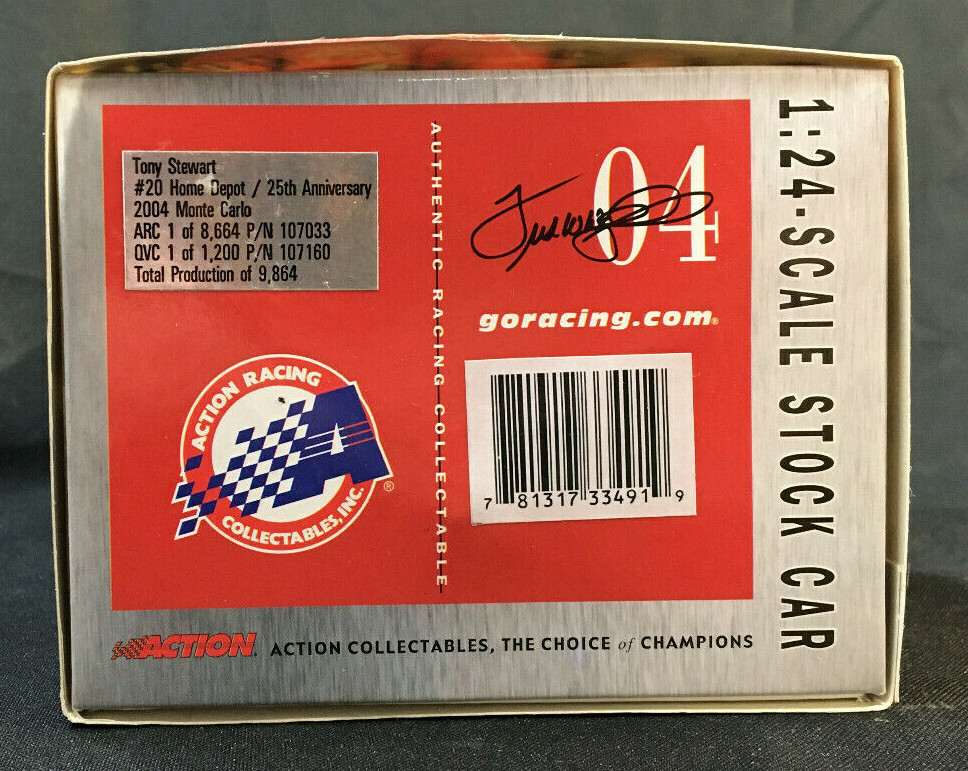 Tony Stewart
#20 Home Depot / 25th Anniversary
2004 Monte Carlo
ARC 1 of 8,664 P/N 107033
QVC 1 of 1,200 P/N 107160
Total Production of 9,864
AUTHENTIC RACING COLLECTABLE
04
goracing.com®
7 81317 33491 9
ACTION RACING
COLLECTABLES, INC.
®
ACTION® ACTION COLLECTABLES, THE CHOICE of CHAMPIONS
1:24-SCALE STOCK CAR